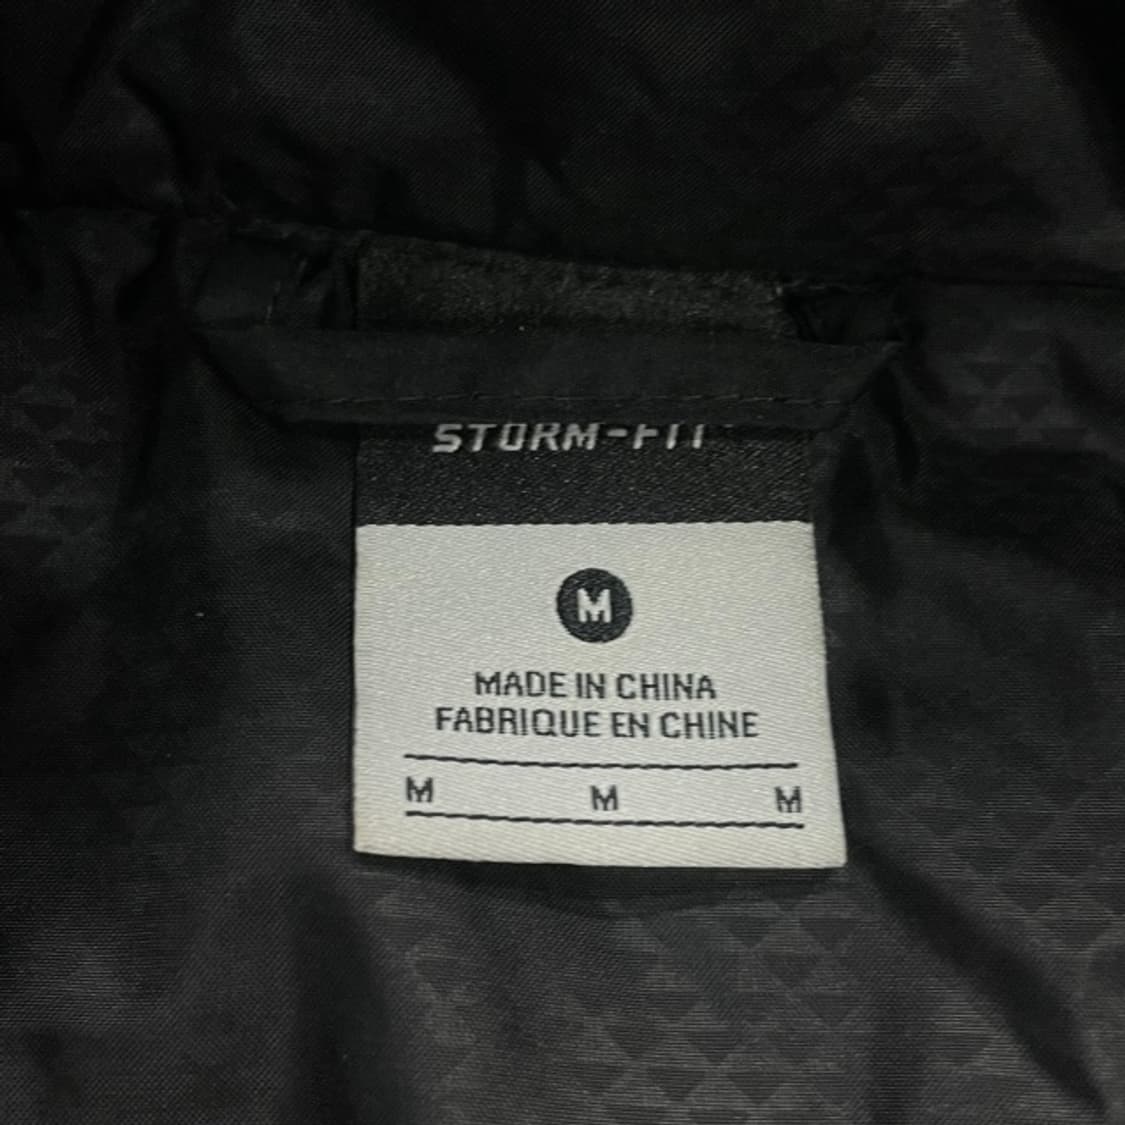 STORM-FIT
M
MADE IN CHINA
FABRIQUE EN CHINE
M M M